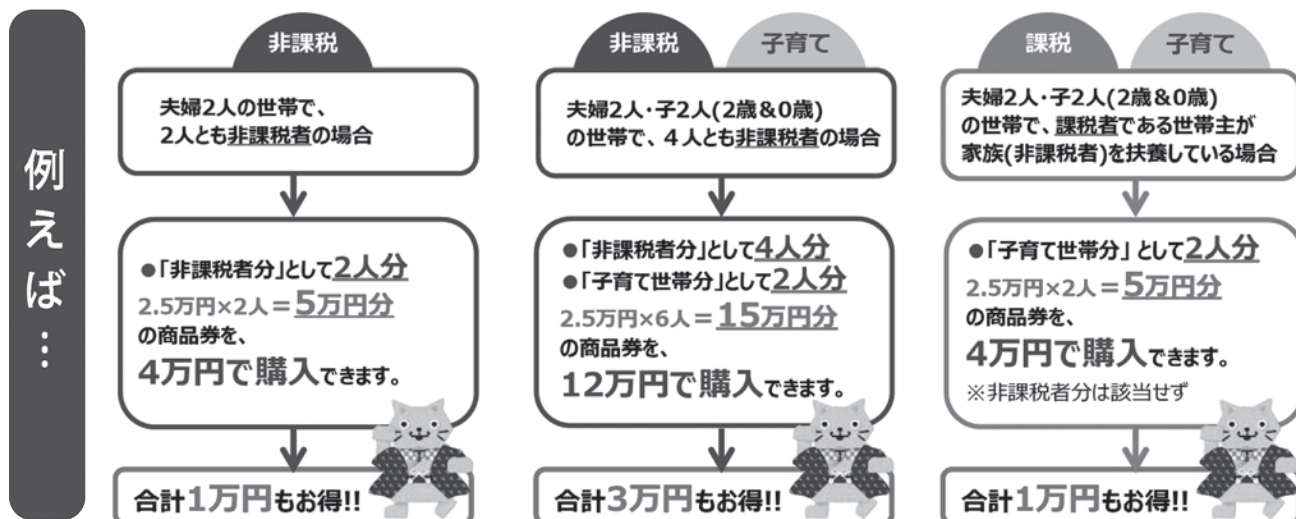 例えば…
非課税
夫婦2人の世帯で、
2人とも非課税者の場合
●「非課税者分」として2人分
2.5万円×2人＝5万円分
の商品券を、
4万円で購入できます。
合計1万円もお得!!
非課税
子育て
夫婦2人・子2人(2歳&0歳)
の世帯で、4人とも非課税者の場合
●「非課税者分」として4人分
●「子育て世帯分」として2人分
2.5万円×6人＝15万円分
の商品券を、
12万円で購入できます。
合計3万円もお得!!
課税
子育て
夫婦2人・子2人(2歳&0歳)
の世帯で、課税者である世帯主が
家族(非課税者)を扶養している場合
●「子育て世帯分」として2人分
2.5万円×2人＝5万円分
の商品券を、
4万円で購入できます。
※非課税者分は該当せず
合計1万円もお得!!